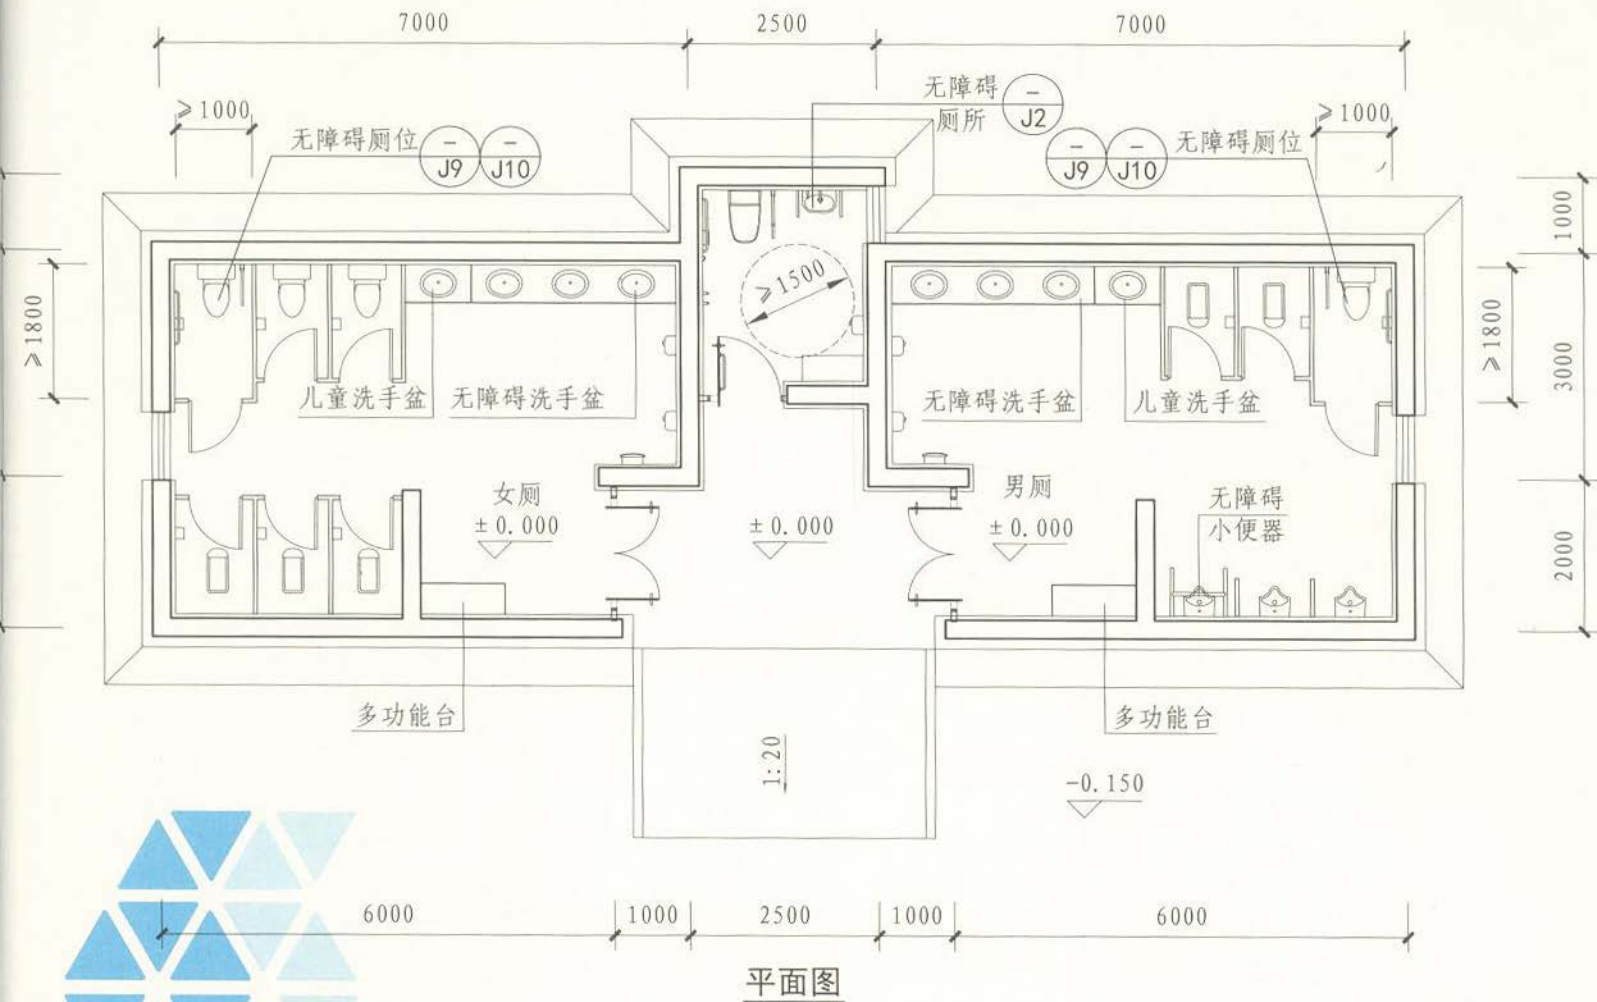 7000
2500
7000
≥1000
无障碍厕位
-
J9
-
J10
无障碍
厕所
-
J2
-
J9
-
J10
无障碍厕位
≥1000
1000
≥1800
≥1500
≥1800
3000
儿童洗手盆
无障碍洗手盆
无障碍洗手盆
儿童洗手盆
女厕
±0.000
±0.000
男厕
±0.000
无障碍
小便器
2000
多功能台
多功能台
1:20
-0.150
6000
1000
2500
1000
6000
平面图